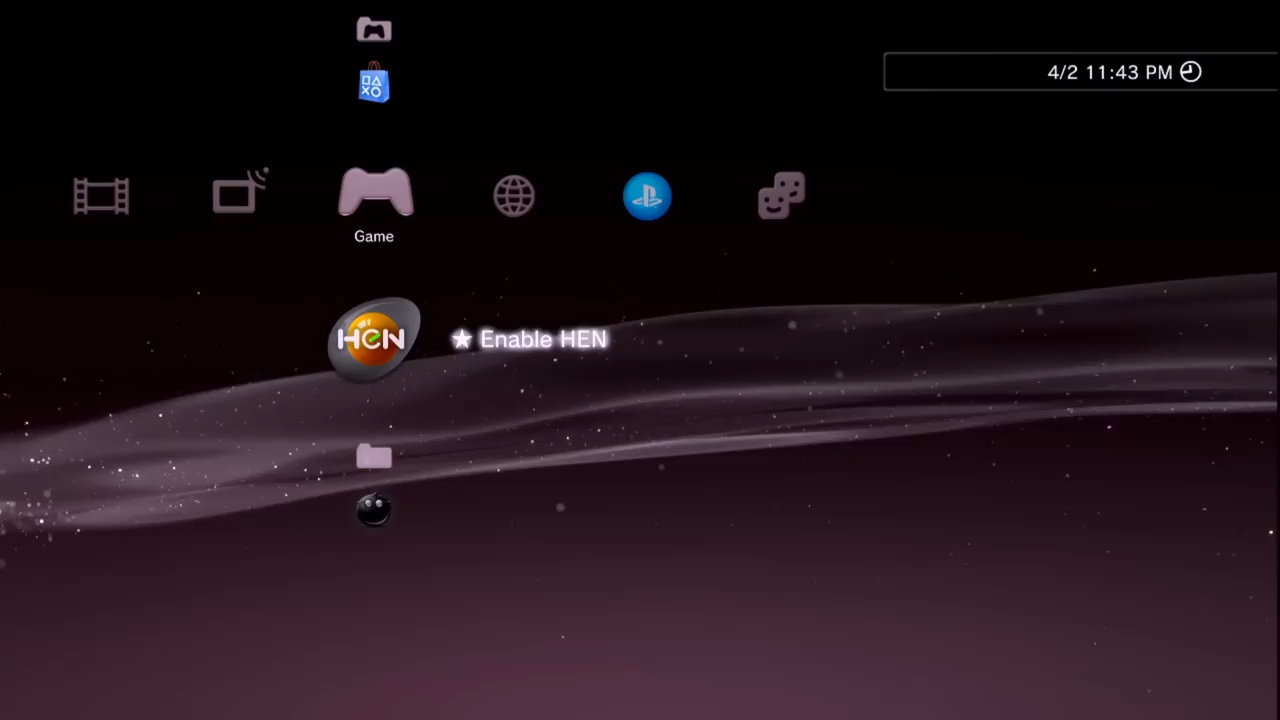 4/2 11:43 PM
Game
HEN
★ Enable HEN